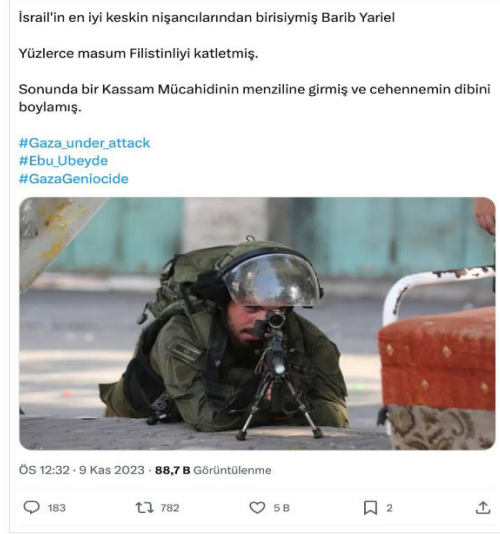 İsrail'in en iyi keskin nişancılarından birisiymiş Barib Yariel
Yüzlerce masum Filistinliyi katletmiş.
Sonunda bir Kassam Mücahidinin menziline girmiş ve cehennemin dibini
boylamış.
#Gaza_under_attack
#Ebu_Ubeyde
#GazaGeniocide
ÖS 12:32 · 9 Kas 2023 · 88,7 B Görüntülenme
183 782 5 B 2